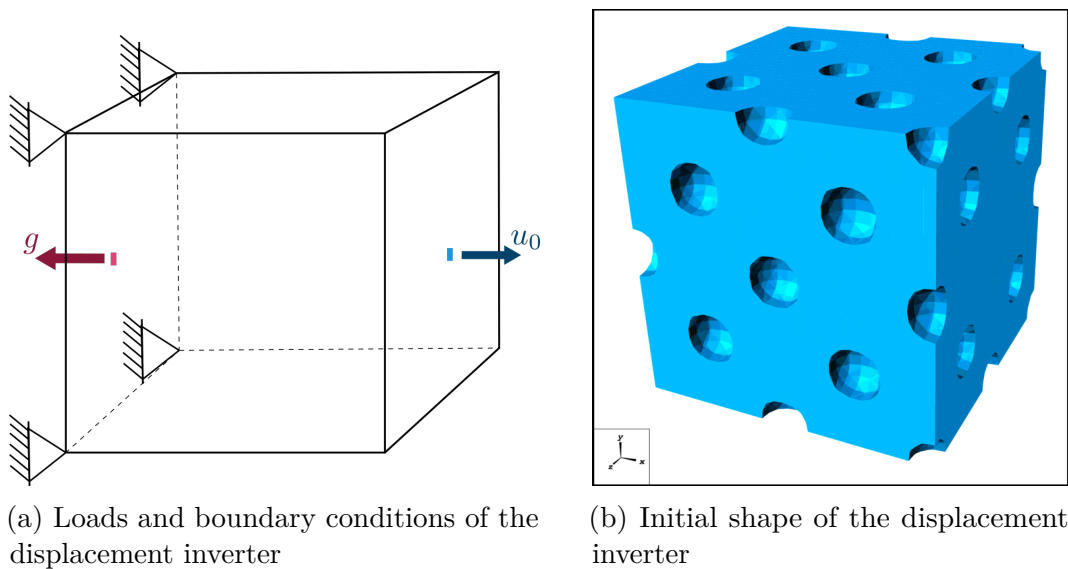 g
u₀
y
z
x
(a) Loads and boundary conditions of the
displacement inverter
(b) Initial shape of the displacement
inverter